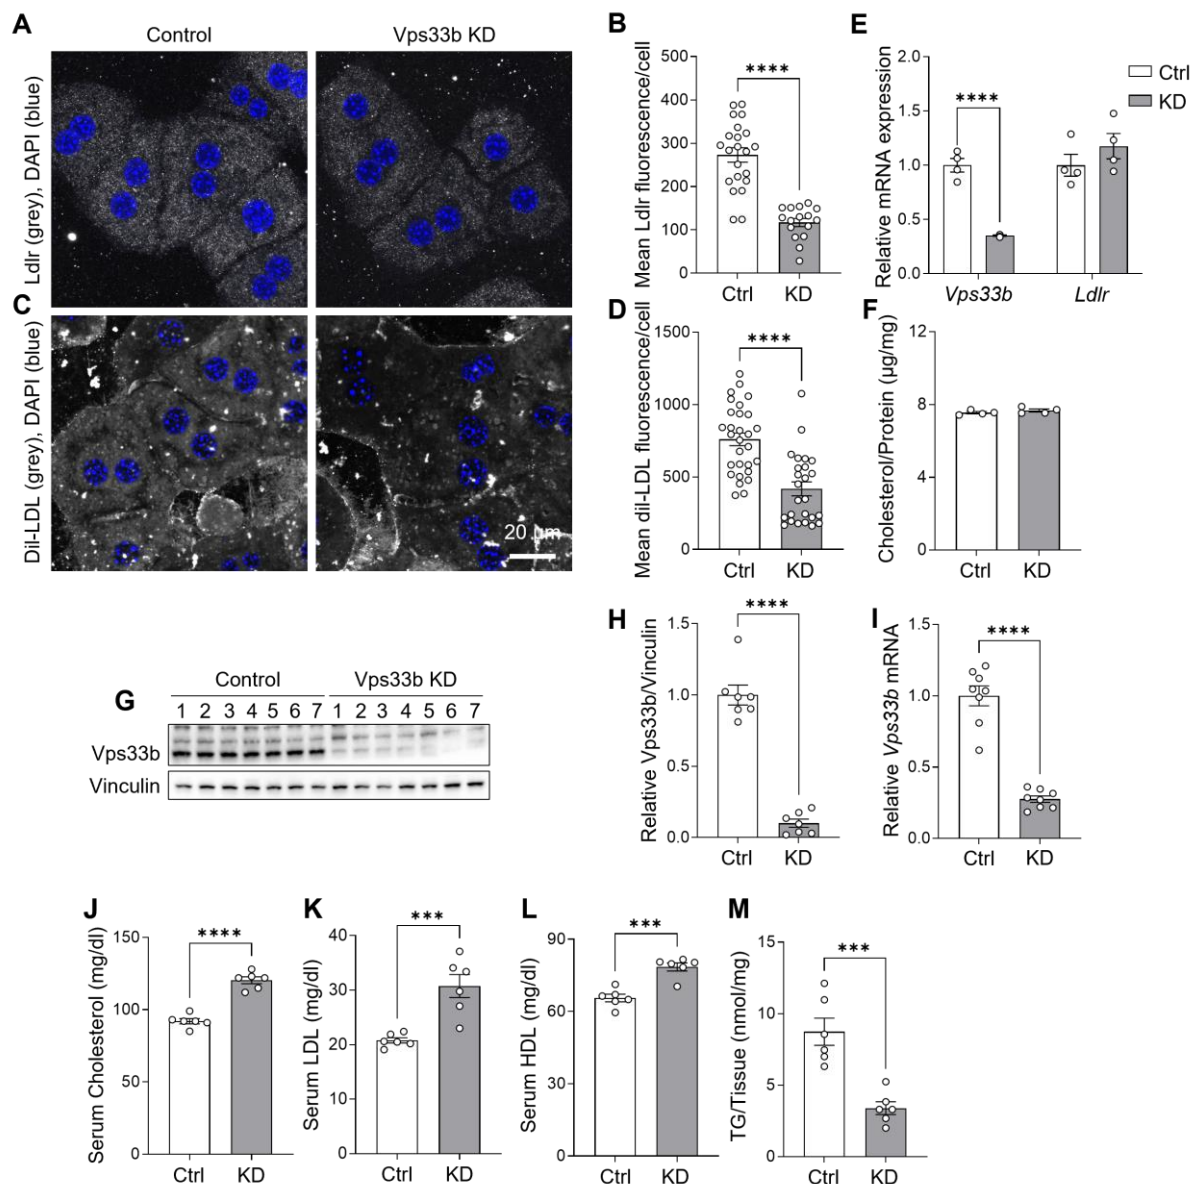 A
Control
Vps33b KD
Ldlr (grey), DAPI (blue)
B
Mean Ldlr fluorescence/cell
500
400
300
200
100
0
****
Ctrl
KD
E
Relative mRNA expression
2.0
1.5
1.0
0.5
0.0
****
Vps33b
Ldlr
Ctrl
KD
C
Dil-LDL (grey), DAPI (blue)
20 µm
D
Mean dil-LDL fluorescence/cell
1500
1000
500
0
****
Ctrl
KD
F
Cholesterol/Protein (µg/mg)
12
8
4
0
Ctrl
KD
G
Control
Vps33b KD
1 2 3 4 5 6 7 1 2 3 4 5 6 7
Vps33b
Vinculin
H
Relative Vps33b/Vinculin
1.5
1.0
0.5
0.0
****
Ctrl
KD
I
Relative Vps33b mRNA
1.5
1.0
0.5
0.0
****
Ctrl
KD
J
Serum Cholesterol (mg/dl)
150
100
50
0
****
Ctrl
KD
K
Serum LDL (mg/dl)
40
30
20
10
0
***
Ctrl
KD
L
Serum HDL (mg/dl)
90
60
30
0
***
Ctrl
KD
M
TG/Tissue (nmol/mg)
15
10
5
0
***
Ctrl
KD